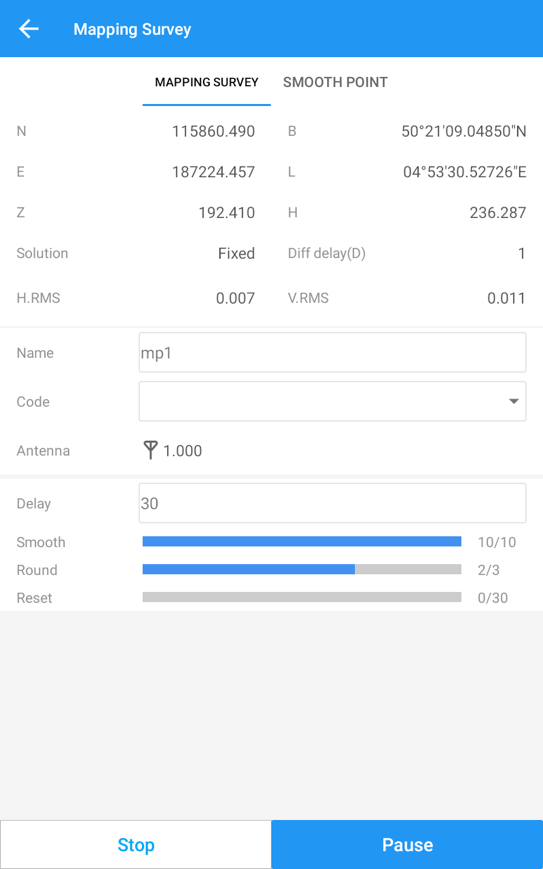 Mapping Survey
MAPPING SURVEY SMOOTH POINT
N 115860.490 B 50°21'09.04850"N
E 187224.457 L 04°53'30.52726"E
Z 192.410 H 236.287
Solution Fixed Diff delay(D) 1
H.RMS 0.007 V.RMS 0.011
Name mp1
Code
Antenna 1.000
Delay 30
Smooth 10/10
Round 2/3
Reset 0/30
Stop Pause